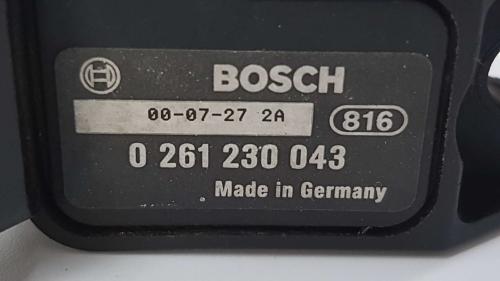 BOSCH
00-07-27 2A
816
0 261 230 043
Made in Germany